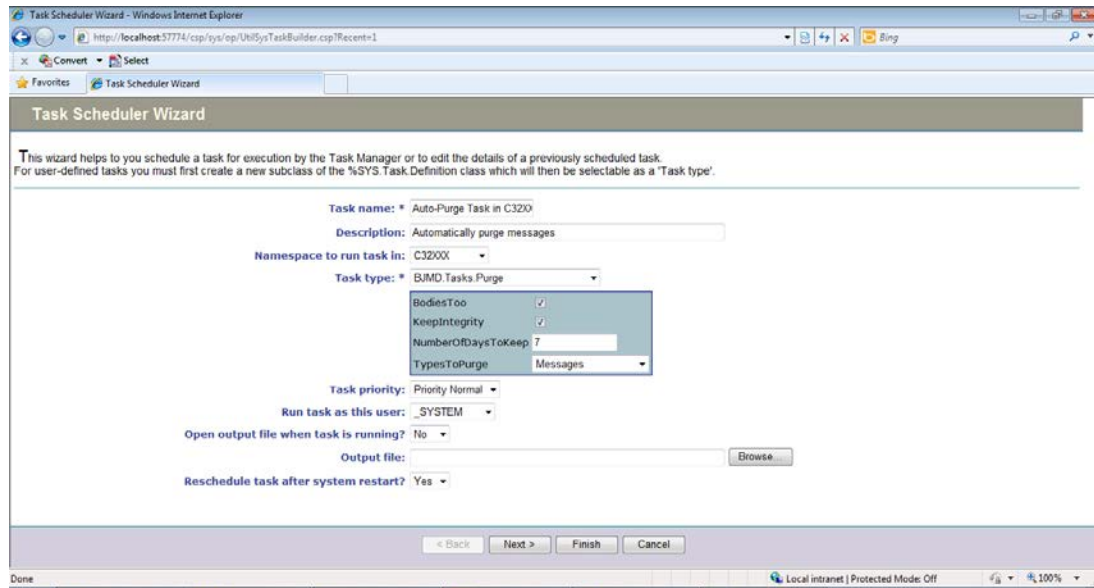 Task Scheduler Wizard - Windows Internet Explorer
http://localhost:57774/csp/sys/op/UtilSysTaskBuilder.csp?Recent=1
Bing
x Convert Select
Favorites Task Scheduler Wizard
Task Scheduler Wizard
This wizard helps to you schedule a task for execution by the Task Manager or to edit the details of a previously scheduled task.
For user-defined tasks you must first create a new subclass of the %SYS.Task.Definition class which will then be selectable as a 'Task type'.
Task name: * Auto-Purge Task in C32XX
Description: Automatically purge messages
Namespace to run task in: C32XXX
Task type: * BJMD.Tasks.Purge
BodiesToo
KeepIntegrity
NumberOfDaysToKeep 7
TypesToPurge Messages
Task priority: Priority Normal
Run task as this user: _SYSTEM
Open output file when task is running? No
Output file: Browse...
Reschedule task after system restart? Yes
< Back Next > Finish Cancel
Done Local intranet | Protected Mode: Off 100%